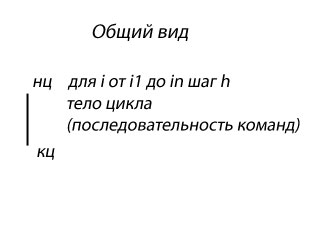 Общий вид
нц для i от i1 до in шаг h
тело цикла
(последовательность команд)
кц